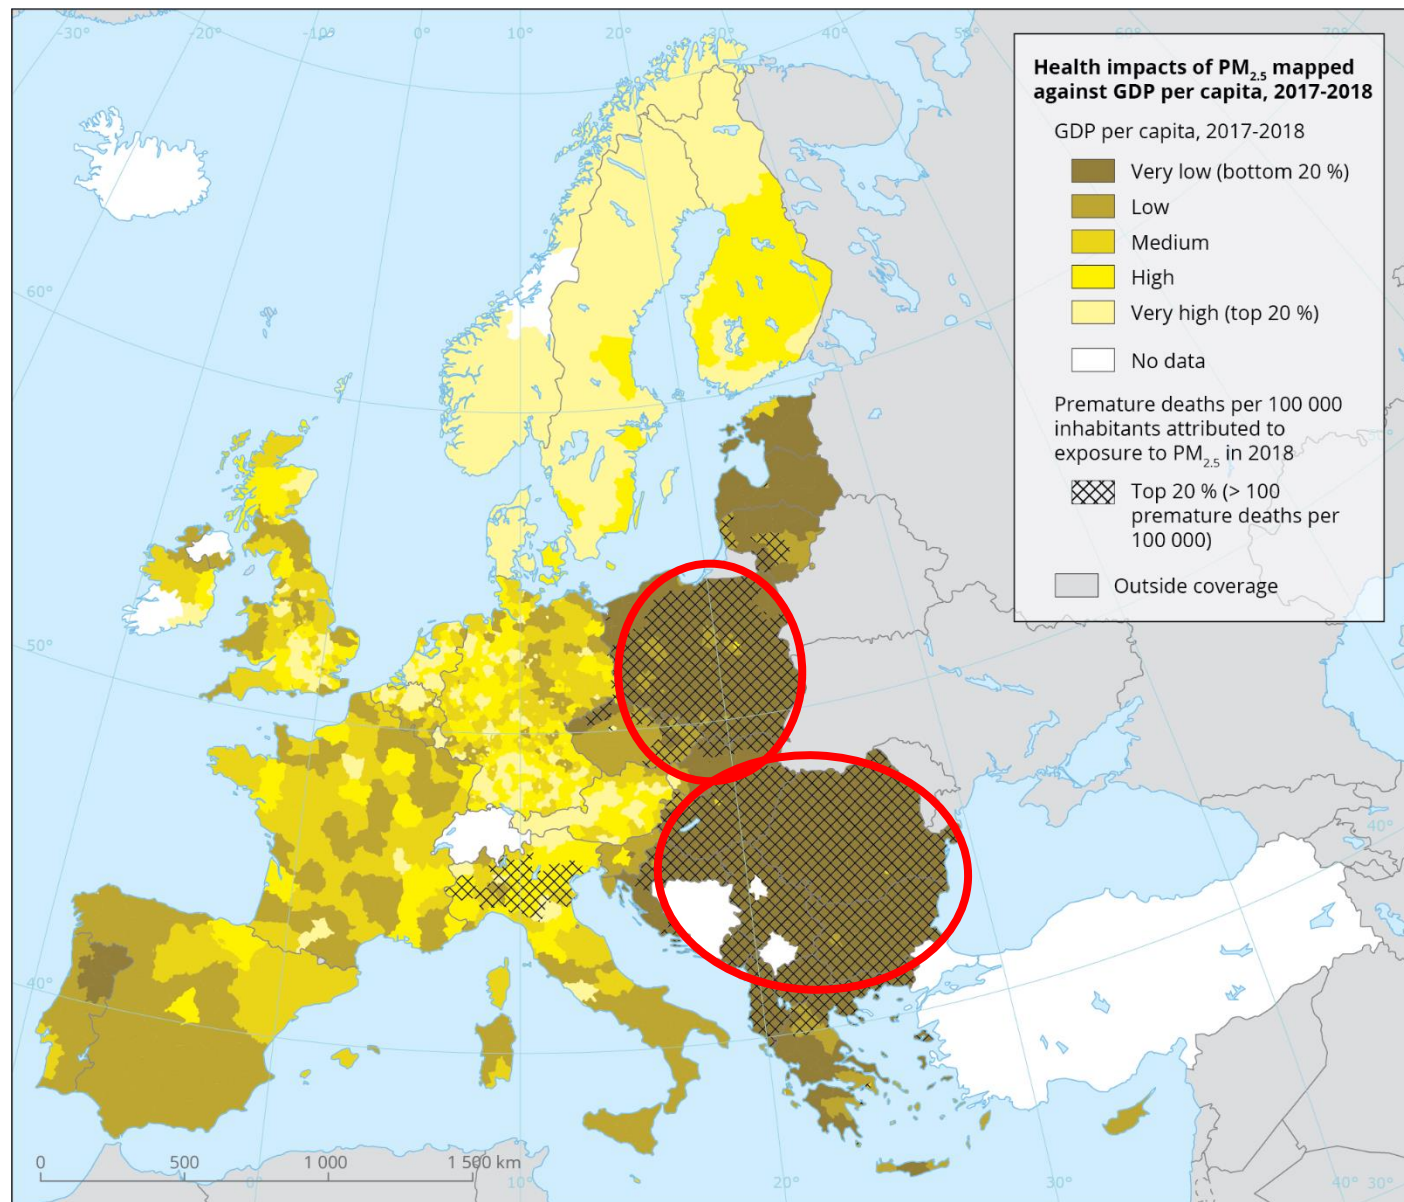 -30°
-20°
-10°
0°
10°
20°
30°
40°
50°
60°
70°
Health impacts of PM2.5 mapped
against GDP per capita, 2017-2018
GDP per capita, 2017-2018
Very low (bottom 20 %)
Low
Medium
High
Very high (top 20 %)
No data
Premature deaths per 100 000
inhabitants attributed to
exposure to PM2.5 in 2018
Top 20 % (> 100
premature deaths per
100 000)
Outside coverage
60°
50°
50°
40°
40°
0
500
1 000
1 500 km
0°
10°
20°
30°
40°
30°